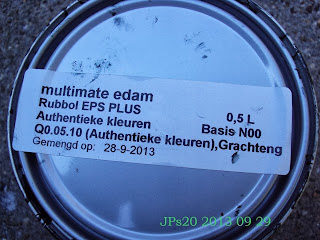 multimate edam
Rubbol EPS PLUS 0,5 L
Authentieke kleuren Basis N00
Q0.05.10 (Authentieke kleuren),Grachteng
Gemengd op: 28-9-2013
JPs20 2013 09 29